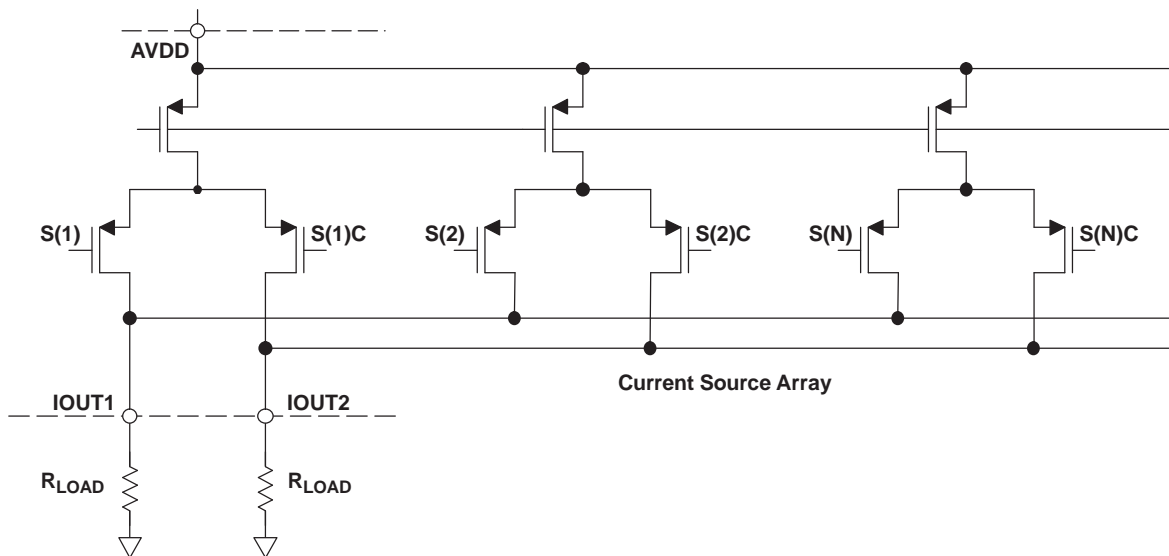 AVDD
S(1)
S(1)C
S(2)
S(2)C
S(N)
S(N)C
Current Source Array
IOUT1
IOUT2
RLOAD
RLOAD